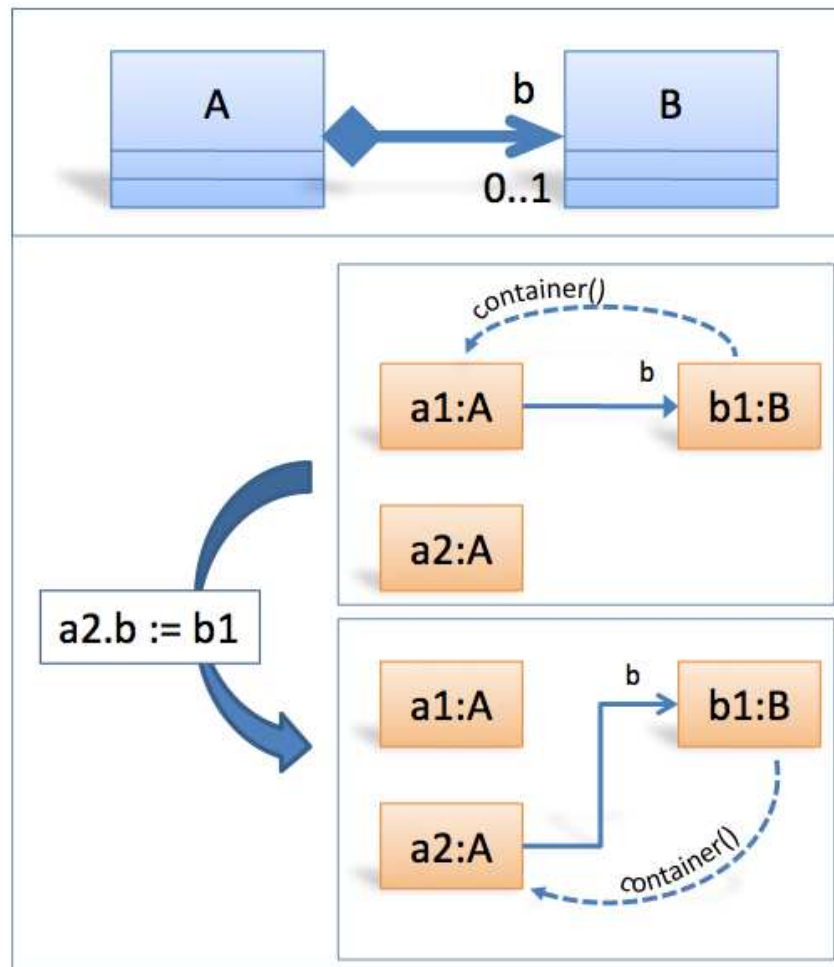 A
b
B
0..1
container()
a1:A
b
b1:B
a2:A
a2.b := b1
a1:A
b
b1:B
a2:A
container()